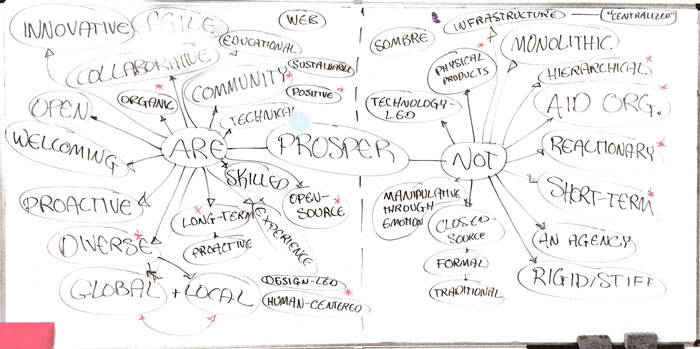 INNOVATIVE
AGILE
WEB
EDUCATIONAL
COLLABORATIVE
SUSTAINABLE
COMMUNITY
POSITIVE
ORGANIC
OPEN
TECHNICAL
ARE
PROSPER
WELCOMING
SKILLED
PROACTIVE
LONG-TERM
OPEN-
SOURCE
EXPERIENCE
DIVERSE
PROACTIVE
GLOBAL
+
LOCAL
DESIGN-LED
HUMAN-CENTERED
SOMBRE
INFRASTRUCTURE
"CENTRALIZED"
MONOLITHIC
PHYSICAL
PRODUCTS
HIERARCHICAL
TECHNOLOGY-
LED
AID ORG.
NOT
REACTIONARY
MANIPULATIVE
THROUGH
EMOTION
SHORT-TERM
CLOSED-
SOURCE
AN AGENCY
FORMAL
RIGID/STIFF
TRADITIONAL